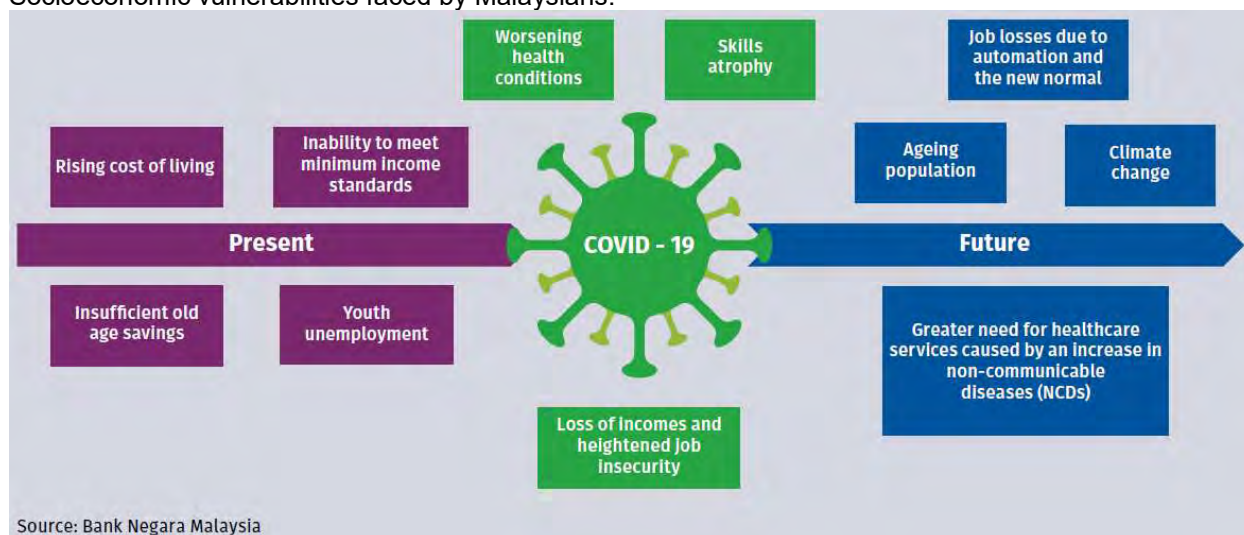 Socioeconomic vulnerabilities faced by Malaysians:
Worsening
health
conditions
Skills
atrophy
Job losses due to
automation and
the new normal
Rising cost of living
Inability to meet
minimum income
standards
Ageing
population
Climate
change
Present
COVID - 19
Future
Insufficient old
age savings
Youth
unemployment
Greater need for healthcare
services caused by an increase in
non-communicable
diseases (NCDs)
Loss of incomes and
heightened job
insecurity
Source: Bank Negara Malaysia